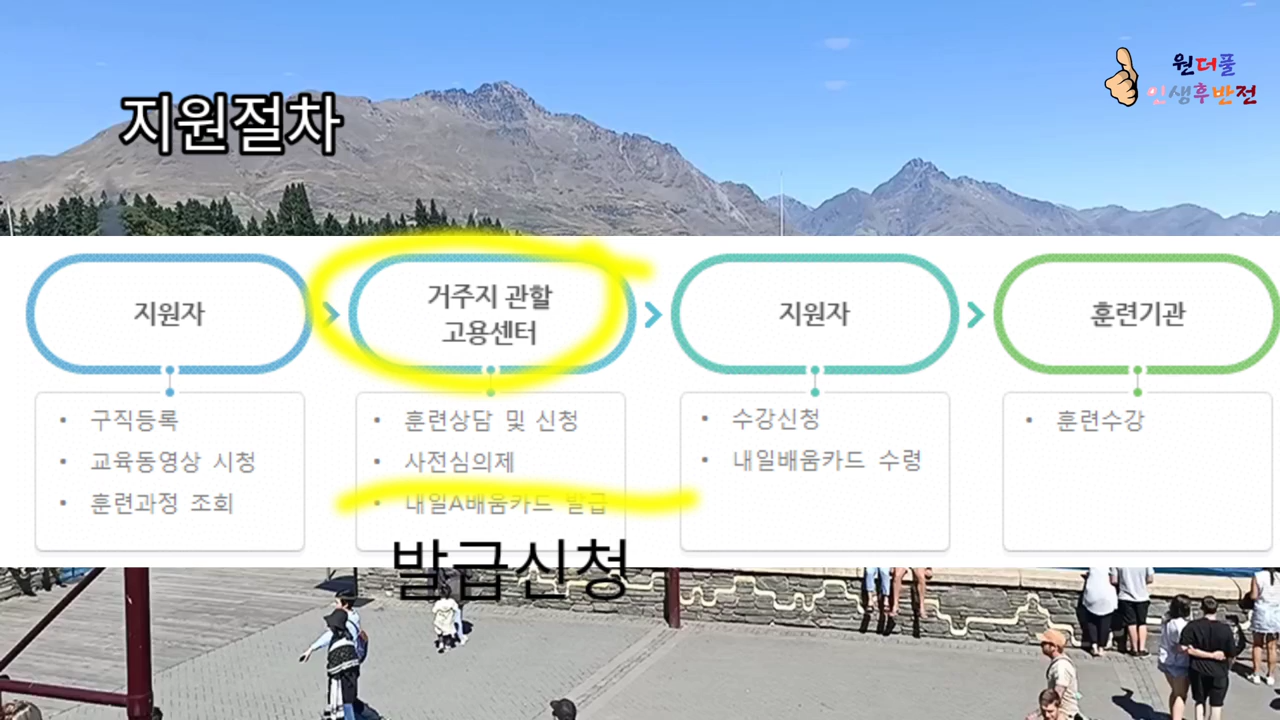 원더풀
인생후반전
지원절차
지원자
거주지 관할
고용센터
지원자
훈련기관
• 구직등록
• 교육동영상 시청
• 훈련과정 조회
• 훈련상담 및 신청
• 사전심의제
• 내일A배움카드 발급
• 수강신청
• 내일배움카드 수령
• 훈련수강
발급신청